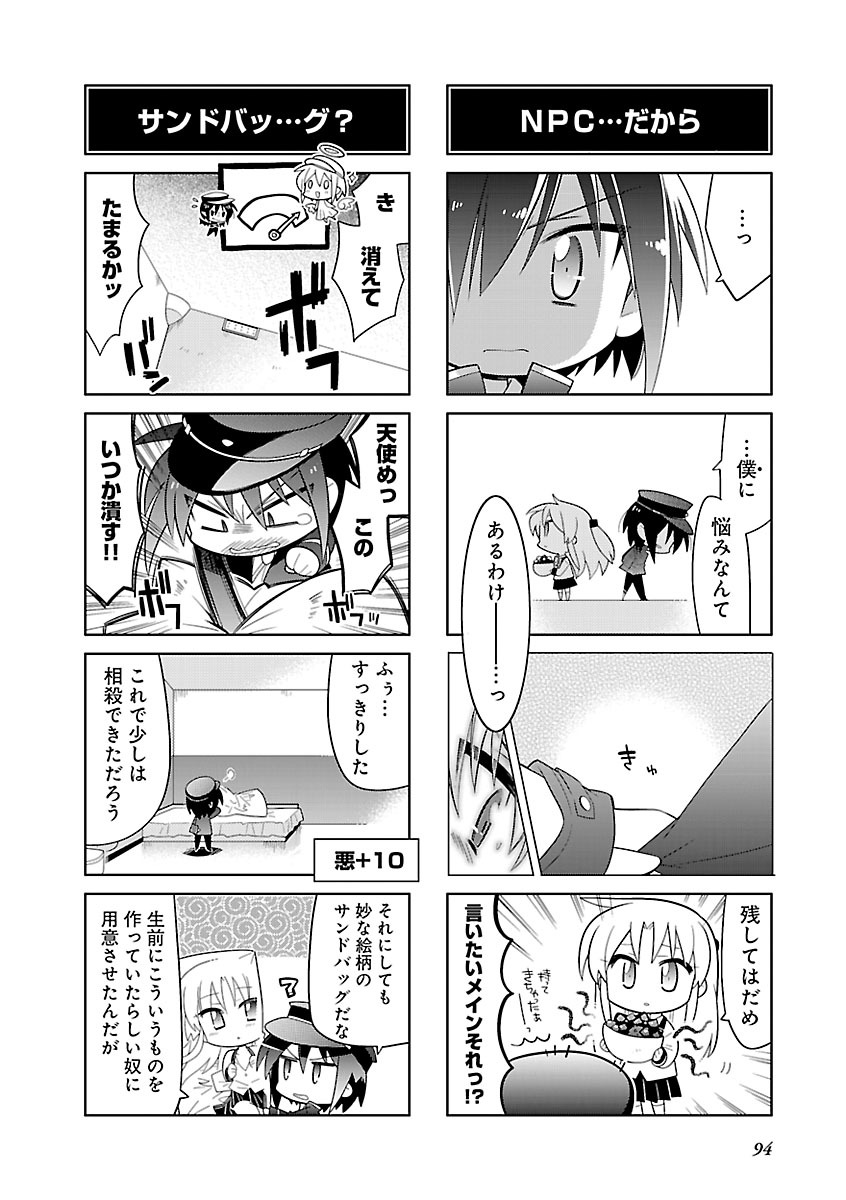 NPC…だから
…っ
…僕に
悩みなんて
あるわけ――…っ
きゅ
残してはだめ
持って
きちゃったぁっ
言いたいメインそれっ!?
サンドバッ…グ？
き
消えて
たまるかッ
ボスッ
天使めっ
この
いつか潰す!!
ボフ
ボフ
ふぅ…
すっきりした
これで少しは
相殺できただろう
悪+10
それにしても
妙な絵柄の
サンドバッグだな
?
生前にこういうものを
作っていたらしい奴に
用意させたんだが
94